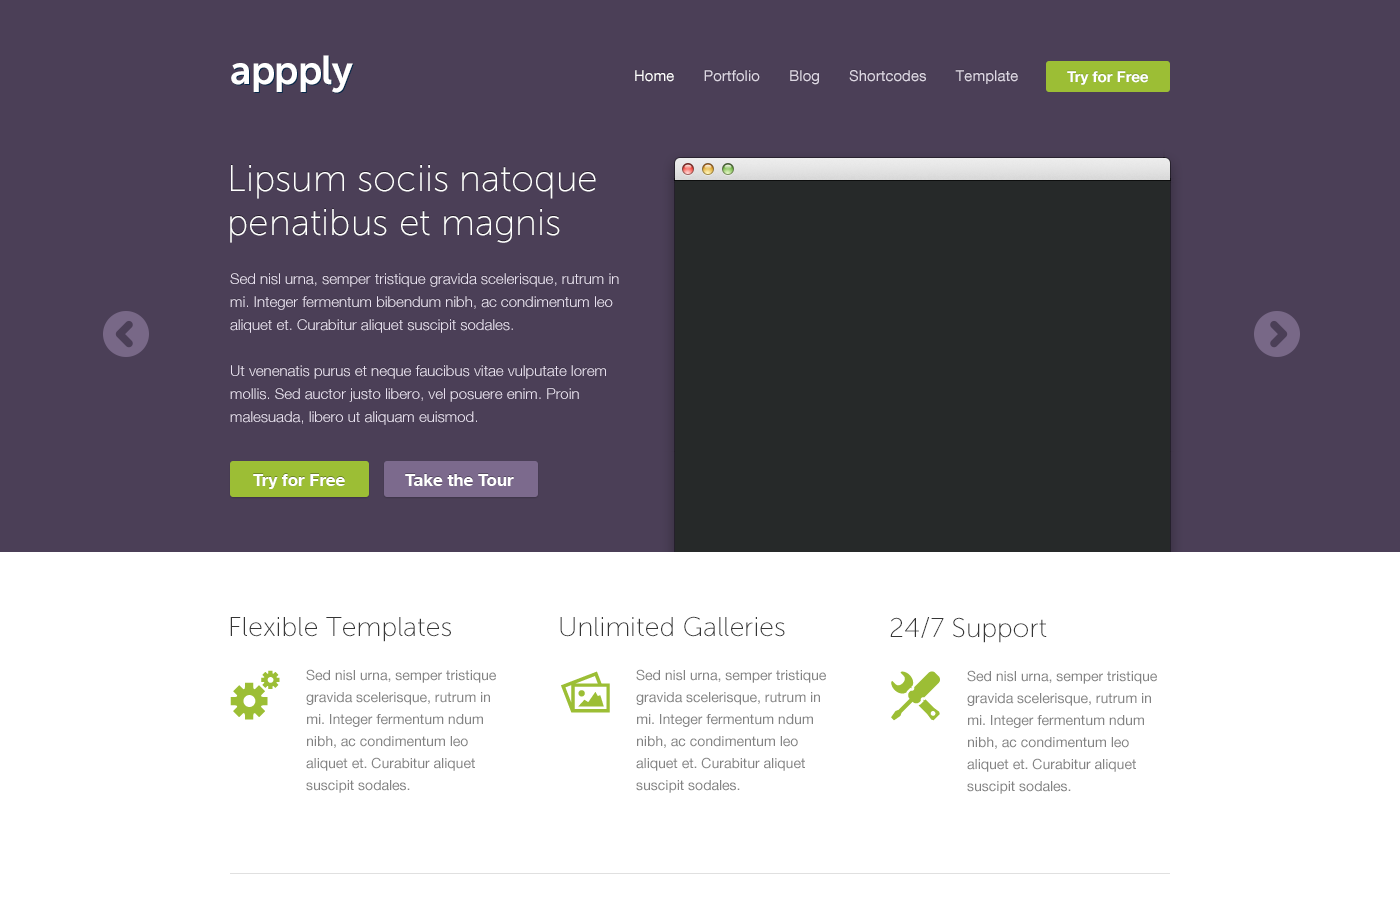 appply
Home Portfolio Blog Shortcodes Template Try for Free
Lipsum sociis natoque
penatibus et magnis
Sed nisl urna, semper tristique gravida scelerisque, rutrum in
mi. Integer fermentum bibendum nibh, ac condimentum leo
aliquet et. Curabitur aliquet suscipit sodales.
Ut venenatis purus et neque faucibus vitae vulputate lorem
mollis. Sed auctor justo libero, vel posuere enim. Proin
malesuada, libero ut aliquam euismod.
Try for Free Take the Tour
Flexible Templates
Sed nisl urna, semper tristique
gravida scelerisque, rutrum in
mi. Integer fermentum ndum
nibh, ac condimentum leo
aliquet et. Curabitur aliquet
suscipit sodales.
Unlimited Galleries
Sed nisl urna, semper tristique
gravida scelerisque, rutrum in
mi. Integer fermentum ndum
nibh, ac condimentum leo
aliquet et. Curabitur aliquet
suscipit sodales.
24/7 Support
Sed nisl urna, semper tristique
gravida scelerisque, rutrum in
mi. Integer fermentum ndum
nibh, ac condimentum leo
aliquet et. Curabitur aliquet
suscipit sodales.